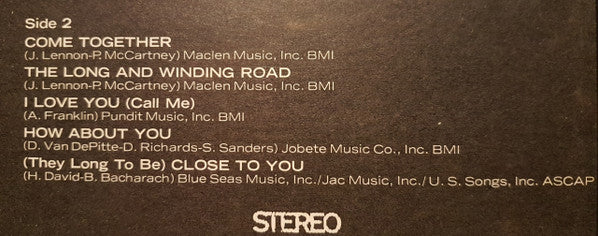 Side 2
COME TOGETHER
(J. Lennon-P. McCartney) Maclen Music, Inc. BMI
THE LONG AND WINDING ROAD
(J. Lennon-P. McCartney) Maclen Music, Inc. BMI
I LOVE YOU (Call Me)
(A. Franklin) Pundit Music, Inc. BMI
HOW ABOUT YOU
(D. Van DePitte-D. Richards-S. Sanders) Jobete Music Co., Inc. BMI
(They Long To Be) CLOSE TO YOU
(H. David-B. Bacharach) Blue Seas Music, Inc./Jac Music, Inc./U. S. Songs, Inc. ASCAP
STEREO